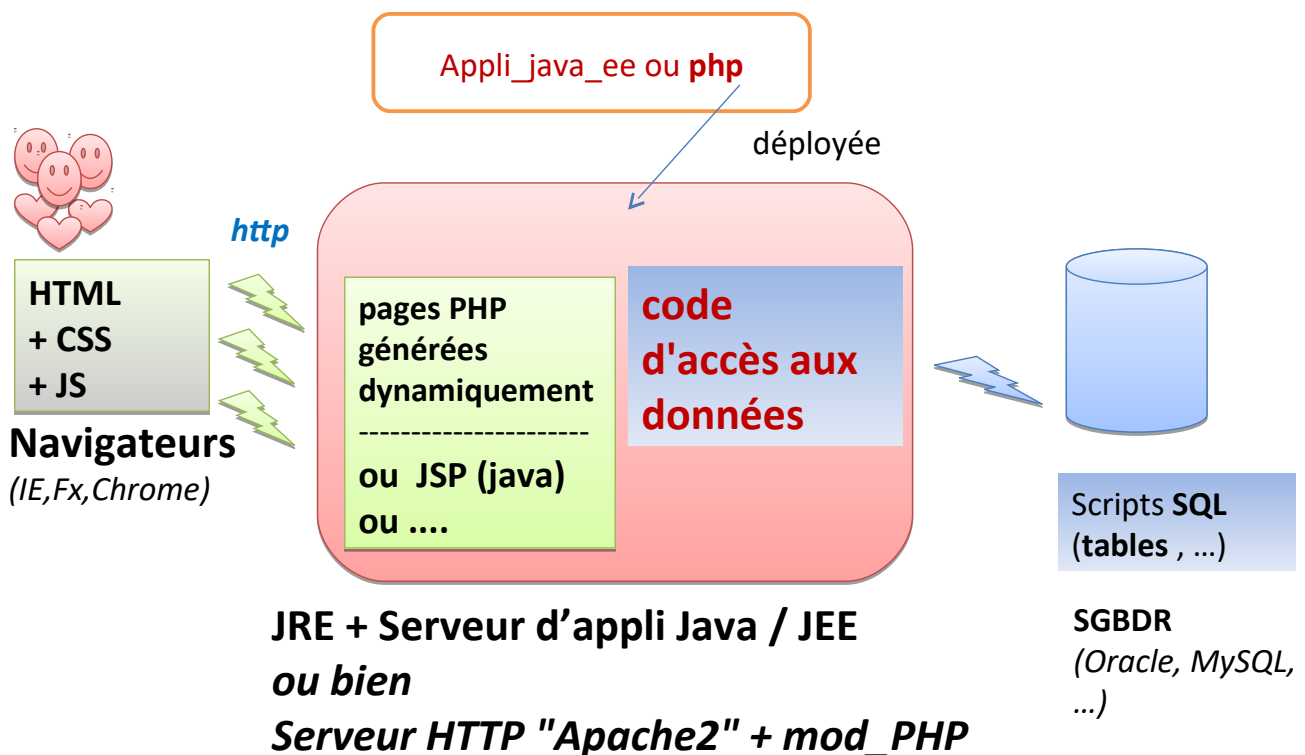 Appli_java_ee ou php
déployée
http
HTML
+ CSS
+ JS
Navigateurs
(IE,Fx,Chrome)
pages PHP
générées
dynamiquement
----------------------
ou JSP (java)
ou ....
code
d'accès aux
données
Scripts SQL
(tables , ...)
SGBDR
(Oracle, MySQL,
...)
JRE + Serveur d’appli Java / JEE
ou bien
Serveur HTTP "Apache2" + mod_PHP